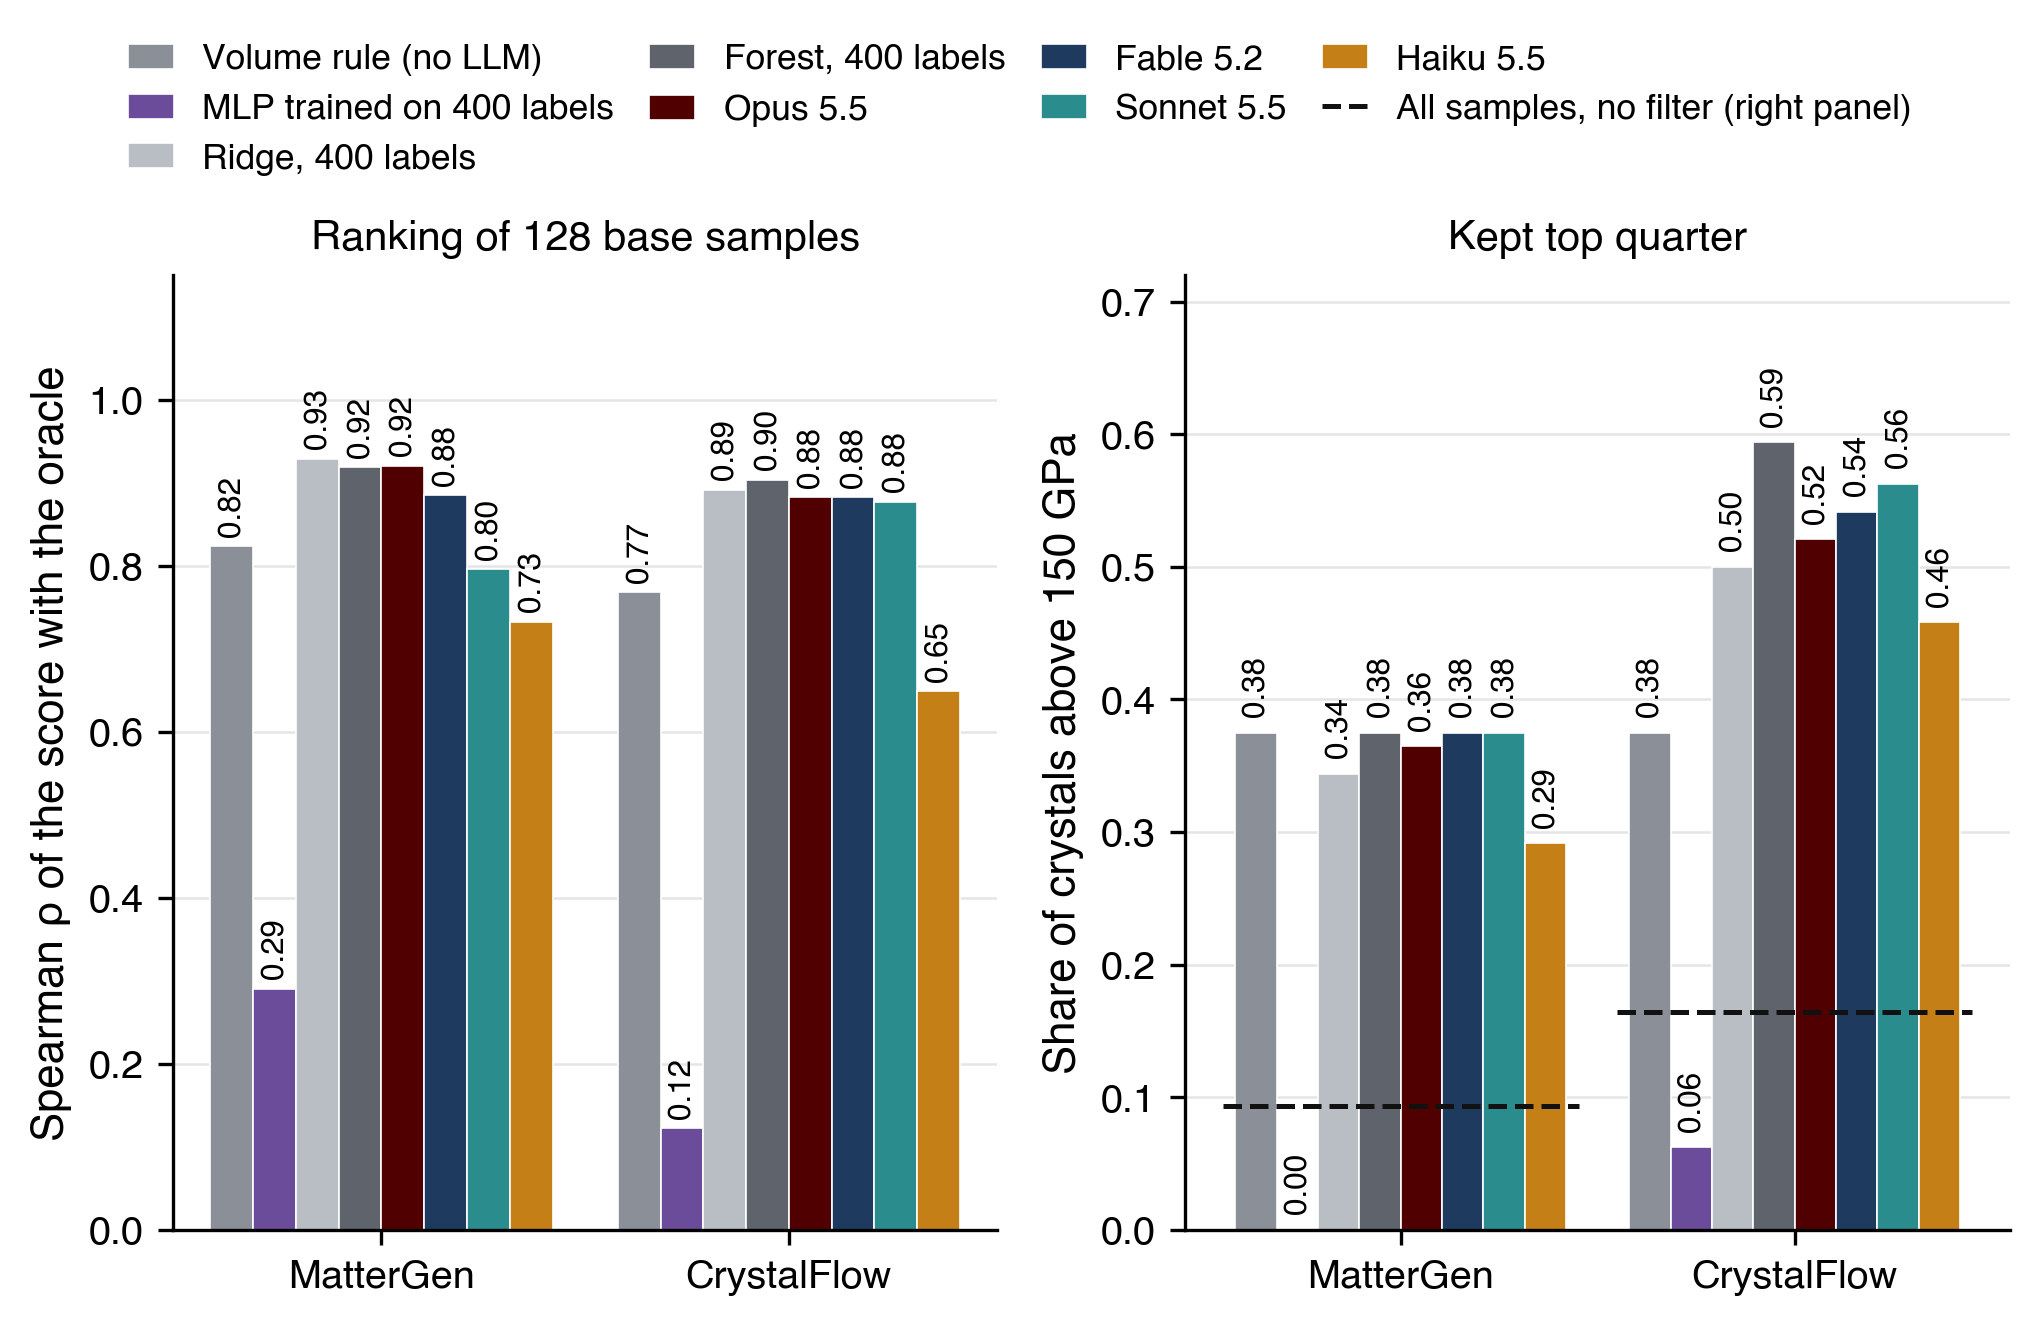 Volume rule (no LLM)
MLP trained on 400 labels
Ridge, 400 labels
Forest, 400 labels
Opus 5.5
Fable 5.2
Sonnet 5.5
Haiku 5.5
All samples, no filter (right panel)
Ranking of 128 base samples
Spearman ρ of the score with the oracle
1.0
0.8
0.6
0.4
0.2
0.0
0.82
0.29
0.93
0.92
0.92
0.88
0.80
0.73
0.77
0.12
0.89
0.90
0.88
0.88
0.88
0.65
MatterGen
CrystalFlow
Kept top quarter
Share of crystals above 150 GPa
0.7
0.6
0.5
0.4
0.3
0.2
0.1
0.0
0.38
0.00
0.34
0.38
0.36
0.38
0.38
0.29
0.38
0.06
0.50
0.59
0.52
0.54
0.56
0.46
MatterGen
CrystalFlow